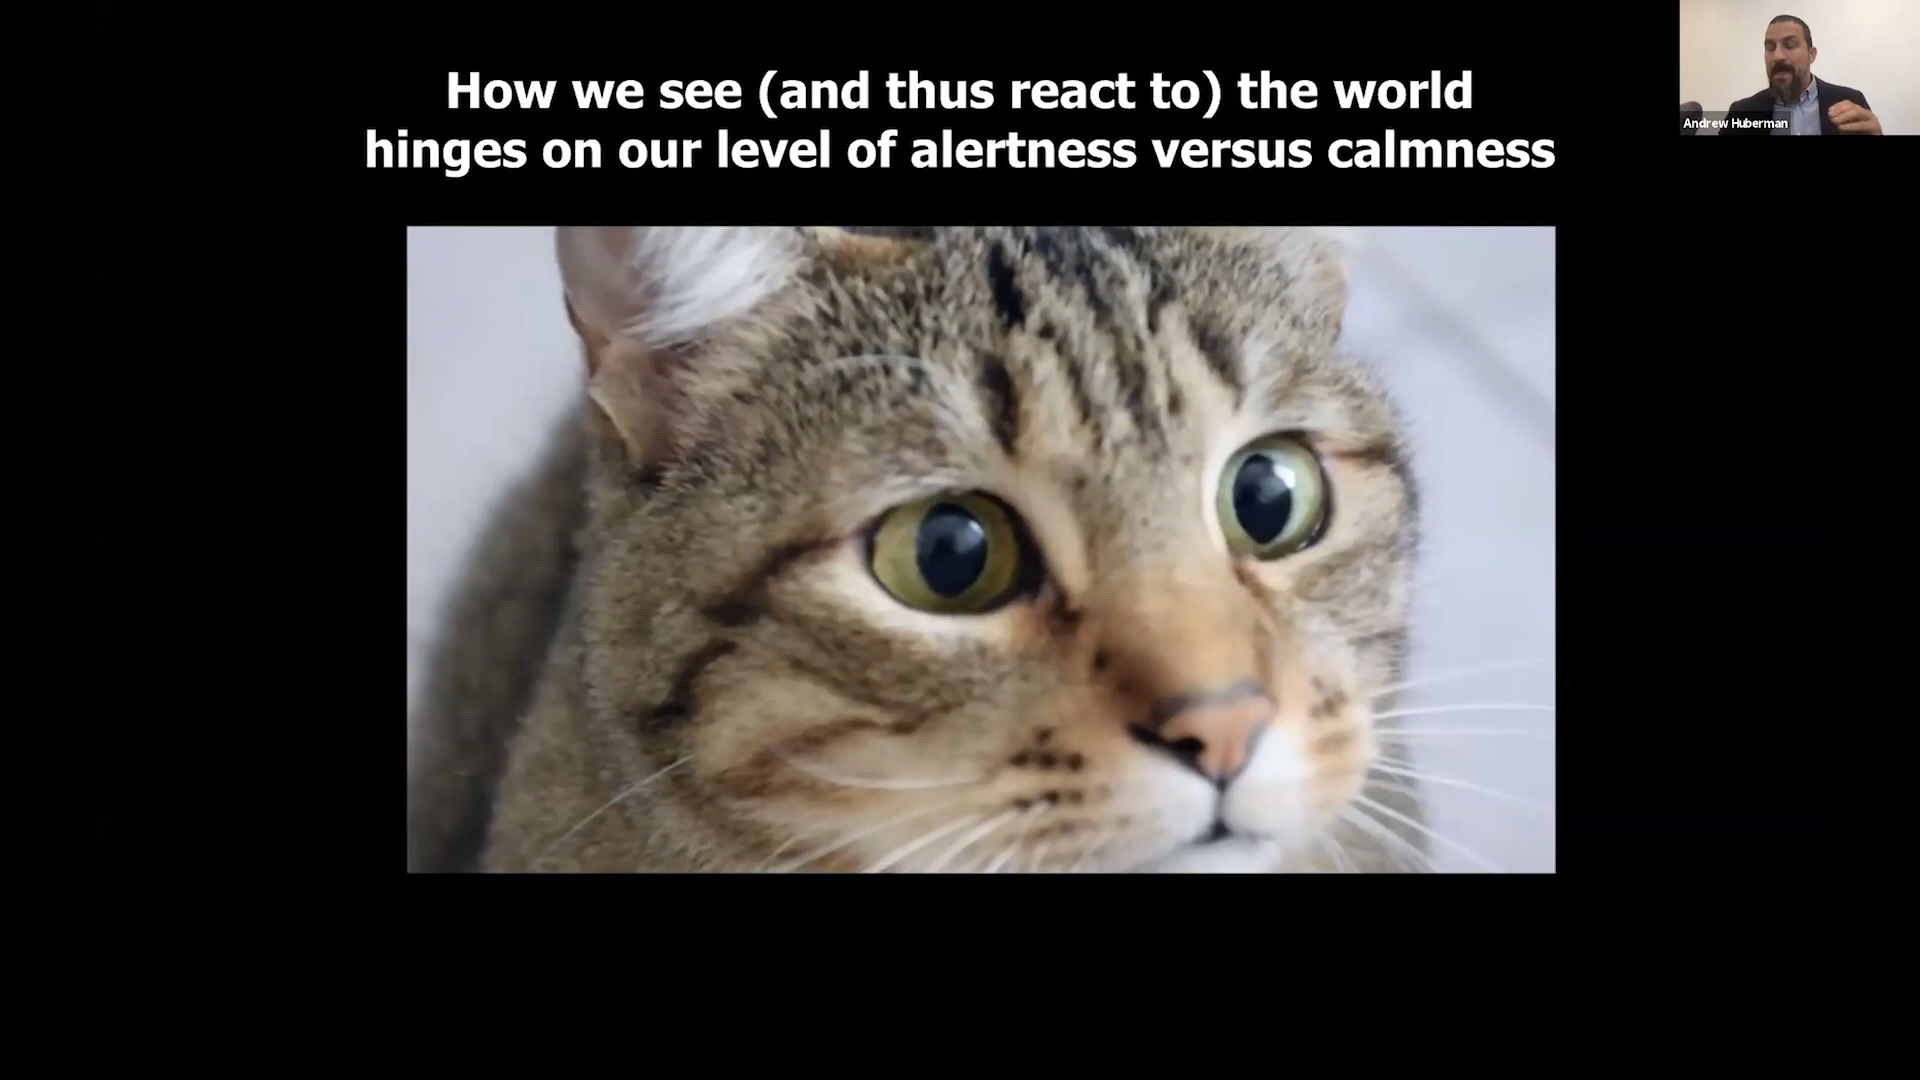 How we see (and thus react to) the world
hinges on our level of alertness versus calmness
Andrew Huberman